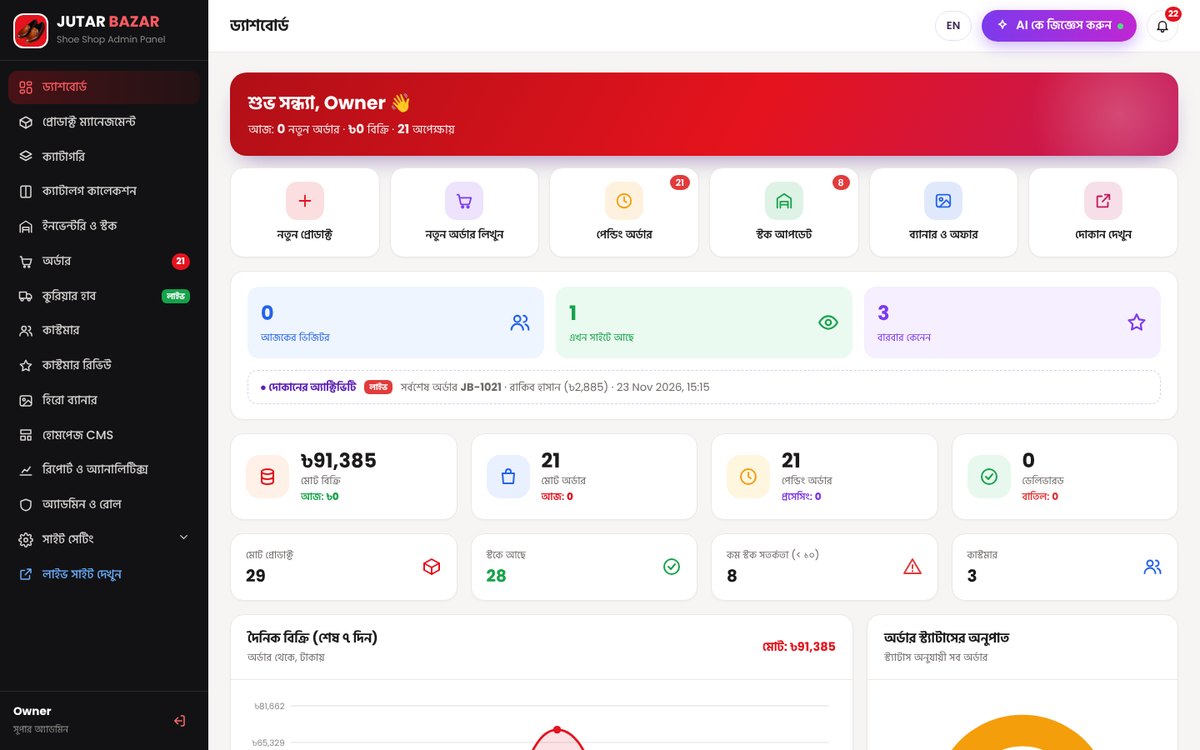 JUTAR BAZAR
Shoe Shop Admin Panel
ড্যাশবোর্ড
প্রোডাক্ট ম্যানেজমেন্ট
ক্যাটাগরি
ক্যাটালগ কালেকশন
ইনভেন্টরি ও স্টক
অর্ডার 21
কুরিয়ার হাব লাইভ
কাস্টমার
কাস্টমার রিভিউ
হিরো ব্যানার
হোমপেজ CMS
রিপোর্ট ও অ্যানালিটিক্স
অ্যাডমিন ও রোল
সাইট সেটিং
লাইভ সাইট দেখুন
Owner
সুপার অ্যাডমিন
ড্যাশবোর্ড
EN
AI কে জিজ্ঞেস করুন
22
শুভ সন্ধ্যা, Owner 👋
আজ: 0 নতুন অর্ডার · ৳0 বিক্রি · 21 অপেক্ষায়
নতুন প্রোডাক্ট
নতুন অর্ডার লিখুন
21
পেন্ডিং অর্ডার
8
স্টক আপডেট
ব্যানার ও অফার
দোকান দেখুন
0
আজকের ভিজিটর
1
এখন সাইটে আছে
3
বারবার কেনেন
• দোকানের অ্যাক্টিভিটি লাইভ সর্বশেষ অর্ডার JB-1021 · রাকিব হাসান (৳2,885) · 23 Nov 2026, 15:15
৳91,385
মোট বিক্রি
আজ: ৳0
21
মোট অর্ডার
আজ: 0
21
পেন্ডিং অর্ডার
প্রসেসিং: 0
0
ডেলিভারড
বাতিল: 0
মোট প্রোডাক্ট
29
স্টকে আছে
28
কম স্টক সতর্কতা (< ১০)
8
কাস্টমার
3
দৈনিক বিক্রি (শেষ ৭ দিন)
অর্ডার থেকে, টাকায়
মোট: ৳91,385
৳81,662
৳65,329
অর্ডার স্ট্যাটাসের অনুপাত
স্ট্যাটাস অনুযায়ী সব অর্ডার